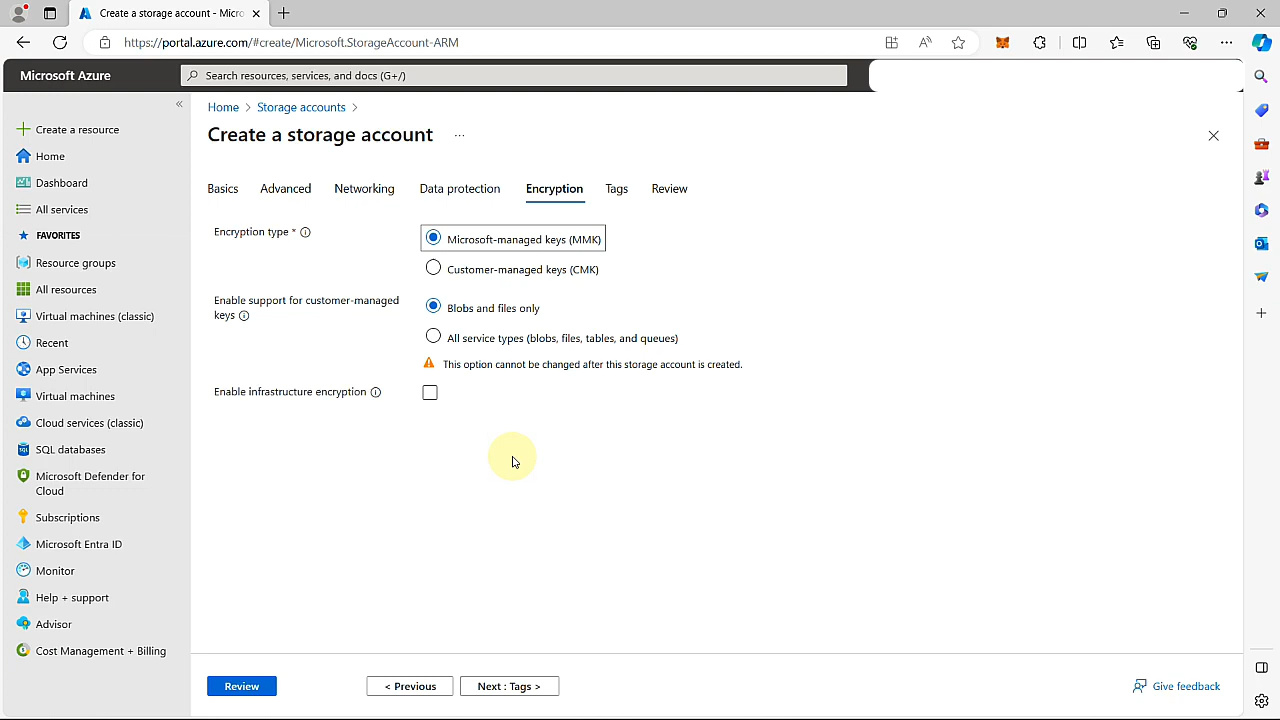 Create a storage account - Micro
https://portal.azure.com/#create/Microsoft.StorageAccount-ARM
Microsoft Azure
Search resources, services, and docs (G+/)
Create a resource
Home
Dashboard
All services
FAVORITES
Resource groups
All resources
Virtual machines (classic)
Recent
App Services
Virtual machines
Cloud services (classic)
SQL databases
Microsoft Defender for
Cloud
Subscriptions
Microsoft Entra ID
Monitor
Help + support
Advisor
Cost Management + Billing
Home > Storage accounts >
Create a storage account ...
Basics Advanced Networking Data protection Encryption Tags Review
Encryption type *
Microsoft-managed keys (MMK)
Customer-managed keys (CMK)
Enable support for customer-managed
keys
Blobs and files only
All service types (blobs, files, tables, and queues)
This option cannot be changed after this storage account is created.
Enable infrastructure encryption
Review
< Previous
Next : Tags >
Give feedback